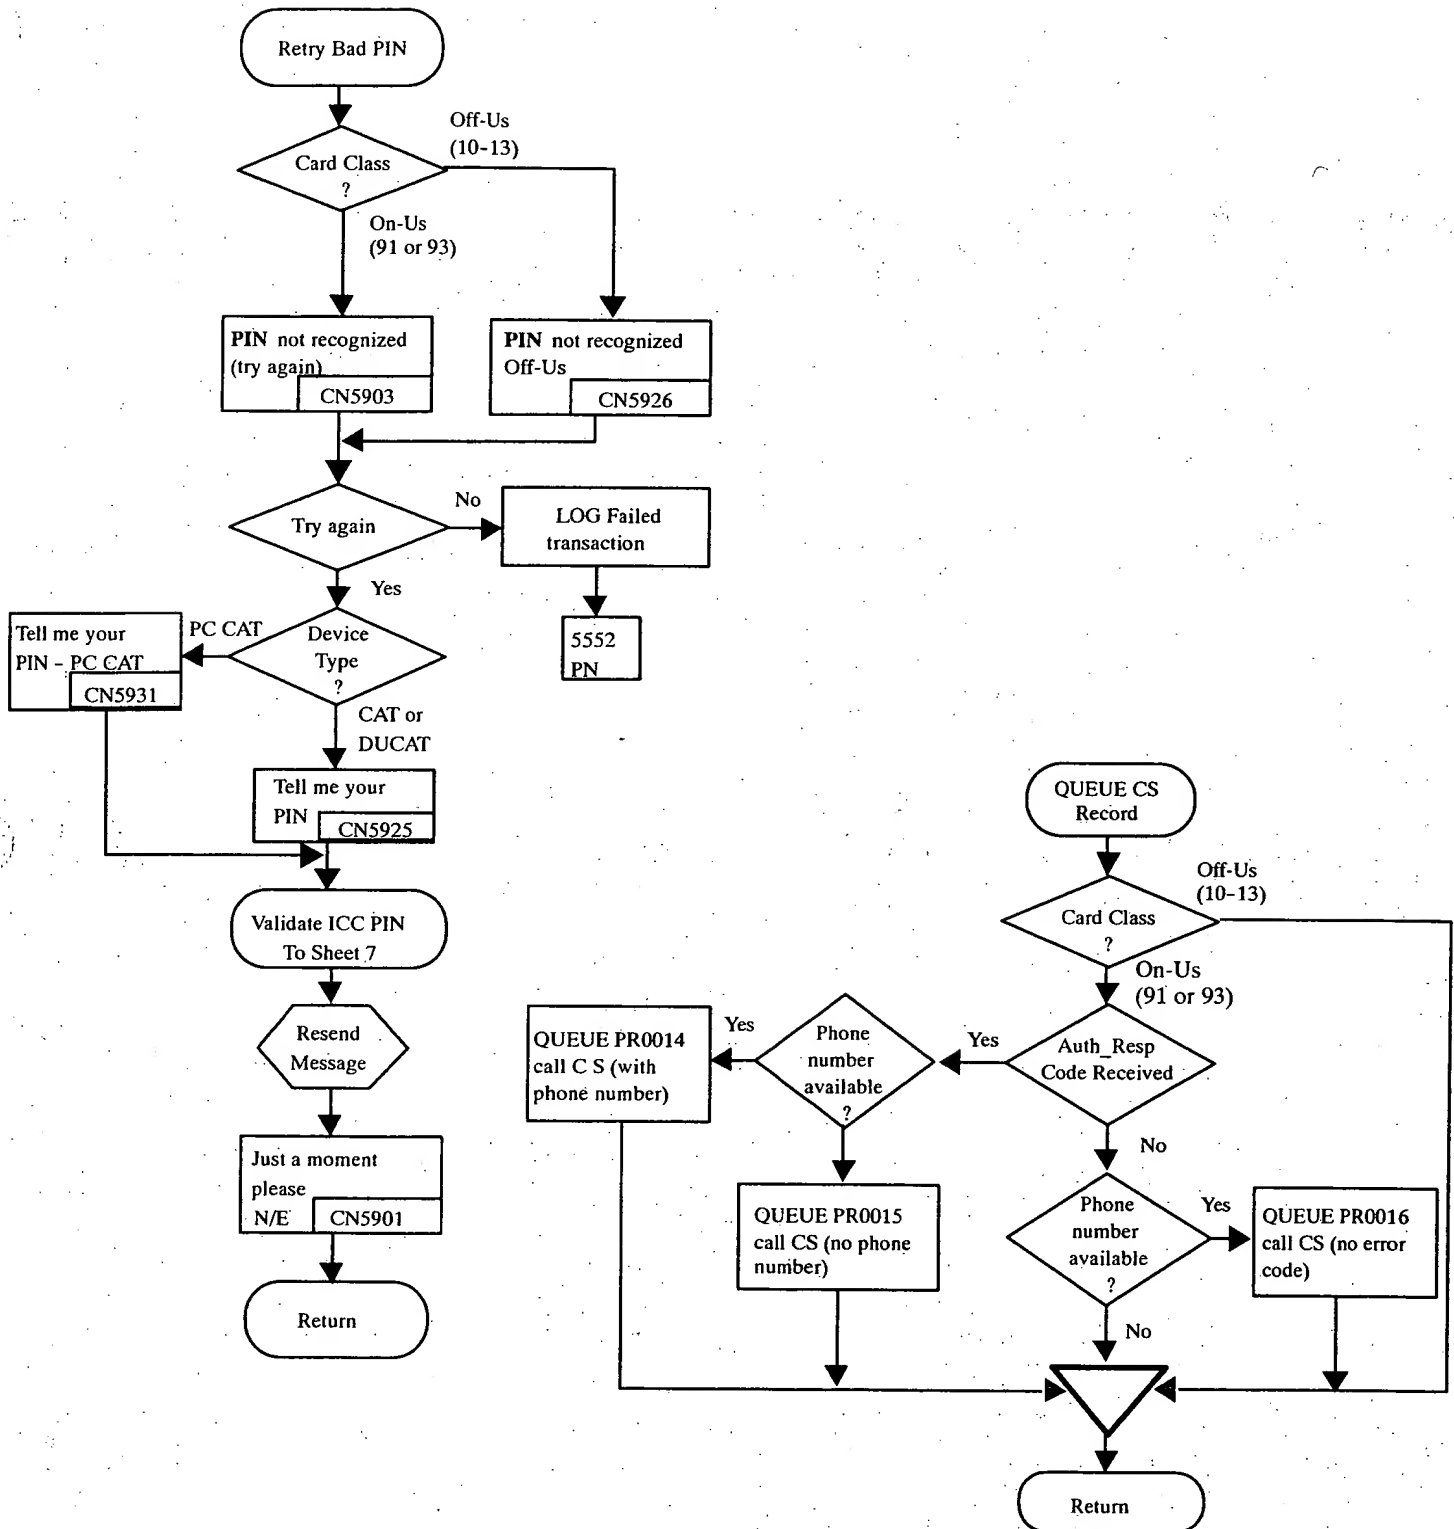 Retry Bad PIN
Off-Us
(10-13)
Card Class
?
On-Us
(91 or 93)
PIN not recognized
(try again)
CN5903
PIN not recognized
Off-Us
CN5926
Try again
No
LOG Failed
transaction
Yes
5552
PN
Device
Type
?
PC CAT
Tell me your
PIN - PC CAT
CN5931
CAT or
DUCAT
Tell me your
PIN
CN5925
Validate ICC PIN
To Sheet 7
Resend
Message
Just a moment
please
N/E
CN5901
Return
QUEUE CS
Record
Off-Us
(10-13)
Card Class
?
On-Us
(91 or 93)
Auth_Resp
Code Received
Yes
Phone
number
available
?
Yes
QUEUE PR0014
call C S (with
phone number)
QUEUE PR0015
call CS (no phone
number)
No
Phone
number
available
?
Yes
QUEUE PR0016
call CS (no error
code)
No
Return